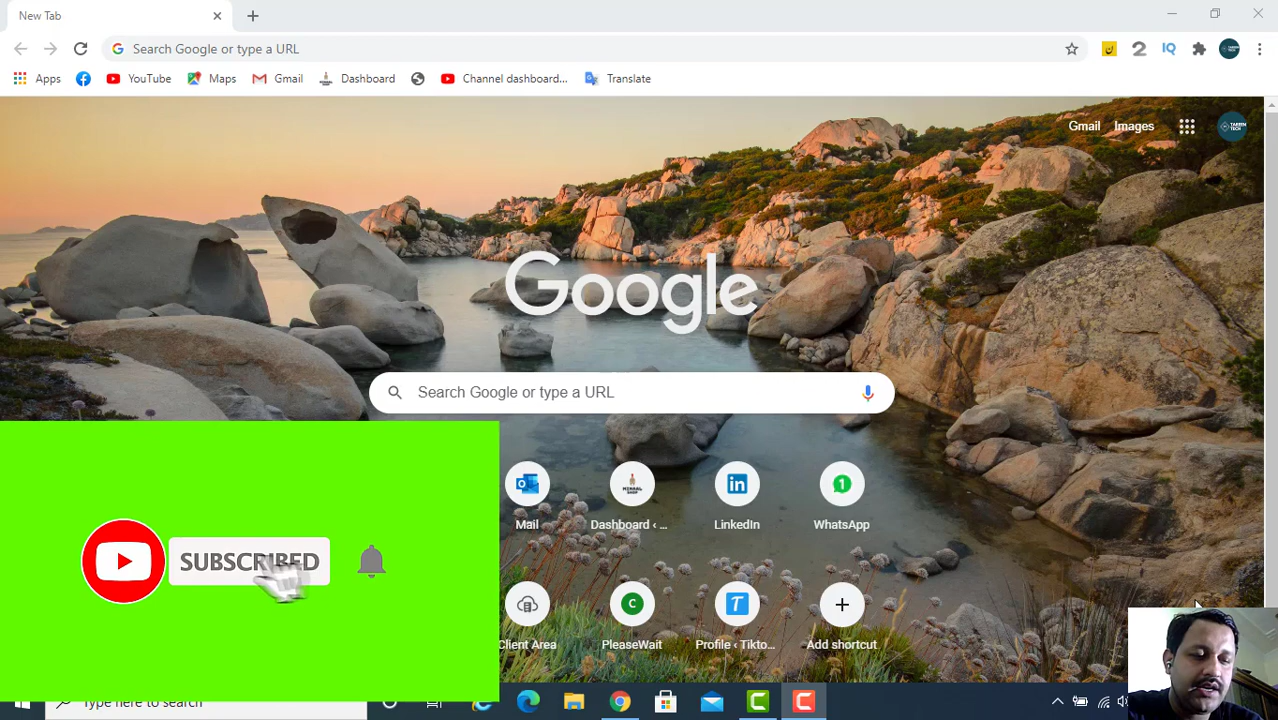 New Tab
Search Google or type a URL
Apps
YouTube
Maps
Gmail
Dashboard
Channel dashboard...
Translate
Gmail
Images
TAREEN
TECH
Google
Search Google or type a URL
Mail
Dashboard ‹ ...
LinkedIn
WhatsApp
Client Area
PleaseWait
Profile ‹ Tikto...
Add shortcut
SUBSCRIBED
Type here to search